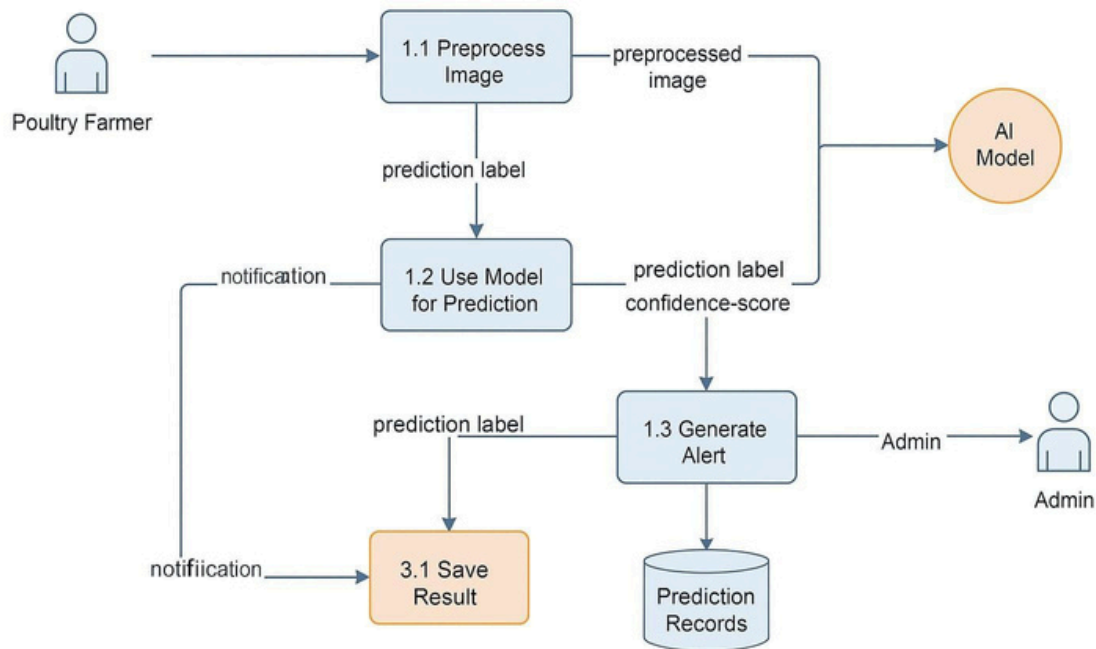 1.1 Preprocess
Image
preprocessed
image
Poultry Farmer
AI
Model
prediction label
notification
1.2 Use Model
for Prediction
prediction label
confidence-score
prediction label
1.3 Generate
Alert
Admin
Admin
notifiication
3.1 Save
Result
Prediction
Records